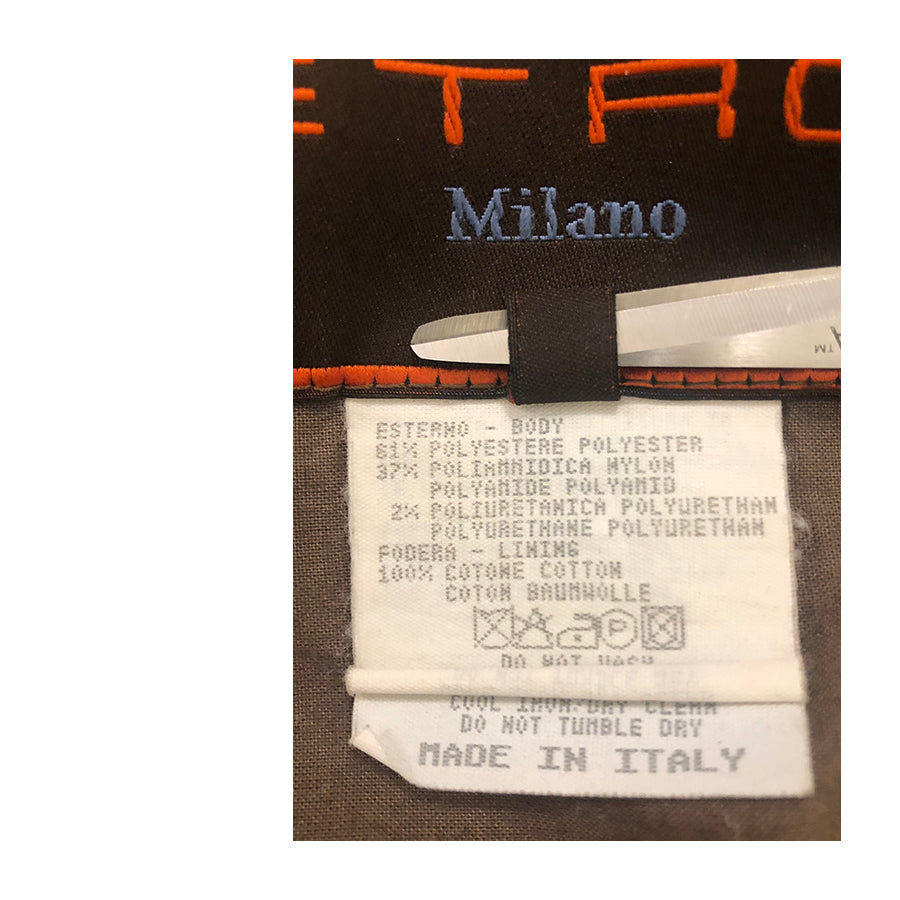 ETRO
Milano
™
ESTERNO - BODY
61% POLYESTERE POLYESTER
37% POLIAMMIDICA NYLON
POLYAMIDE POLYAMID
2% POLIURETANICA POLYURETHAN
POLYURETHANE POLYURETHAN
FODERA - LINING
100% COTONE COTTON
COTON BAUMWOLLE
P
DO NOT WASH
COOL IRON/DRY CLEAN
DO NOT TUMBLE DRY
MADE IN ITALY